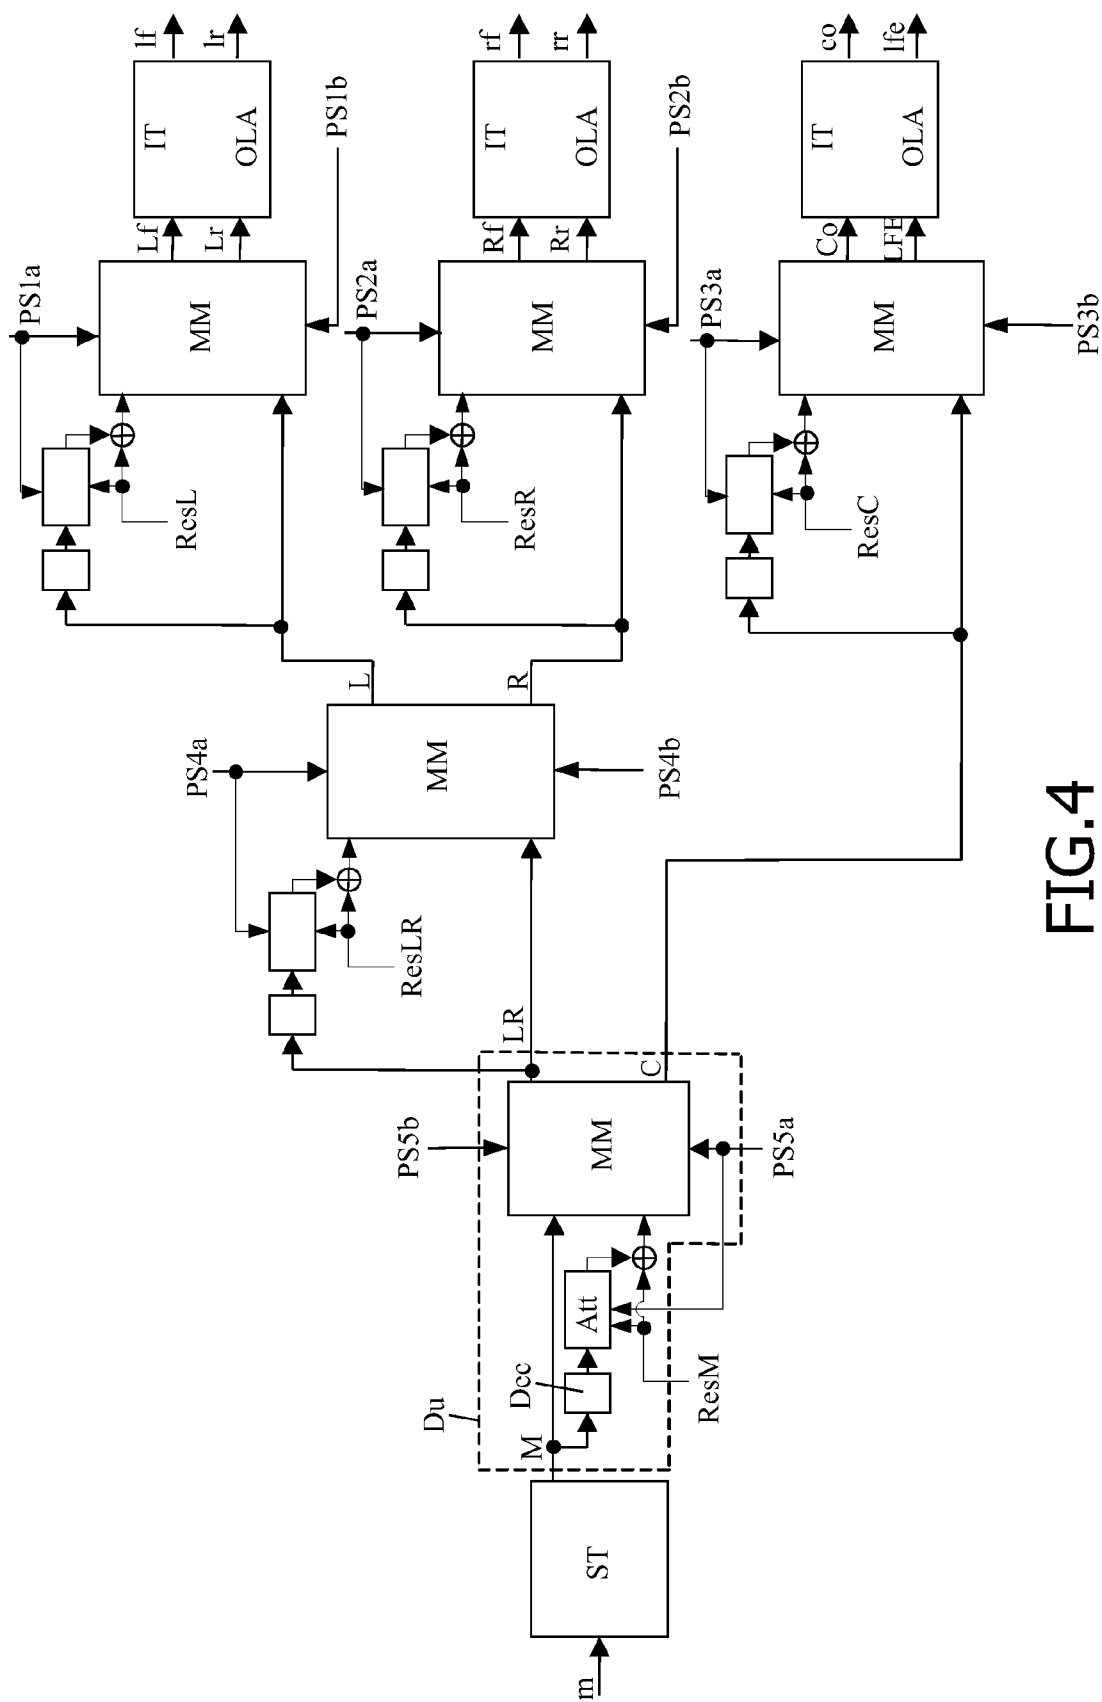 m
ST
M
Du
Dcc
Att
ResM
PS5b
MM
PS5a
LR
C
ResLR
PS4a
MM
PS4b
L
R
ResL
PS1a
MM
PS1b
Lf
Lr
IT
OLA
lf
lr
ResR
PS2a
MM
PS2b
Rf
Rr
IT
OLA
rf
rr
ResC
PS3a
MM
PS3b
Co
LFE
IT
OLA
co
lfe
FIG.4